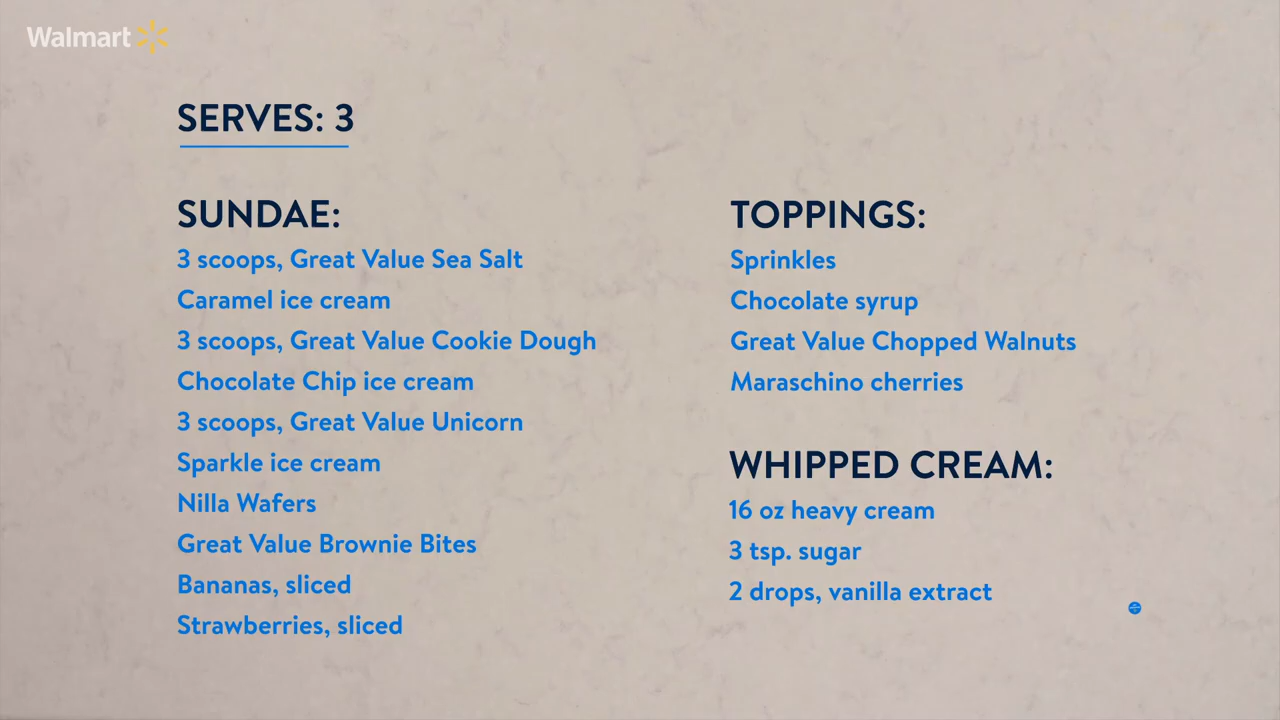 Walmart
SERVES: 3
SUNDAE:
3 scoops, Great Value Sea Salt
Caramel ice cream
3 scoops, Great Value Cookie Dough
Chocolate Chip ice cream
3 scoops, Great Value Unicorn
Sparkle ice cream
Nilla Wafers
Great Value Brownie Bites
Bananas, sliced
Strawberries, sliced
TOPPINGS:
Sprinkles
Chocolate syrup
Great Value Chopped Walnuts
Maraschino cherries
WHIPPED CREAM:
16 oz heavy cream
3 tsp. sugar
2 drops, vanilla extract